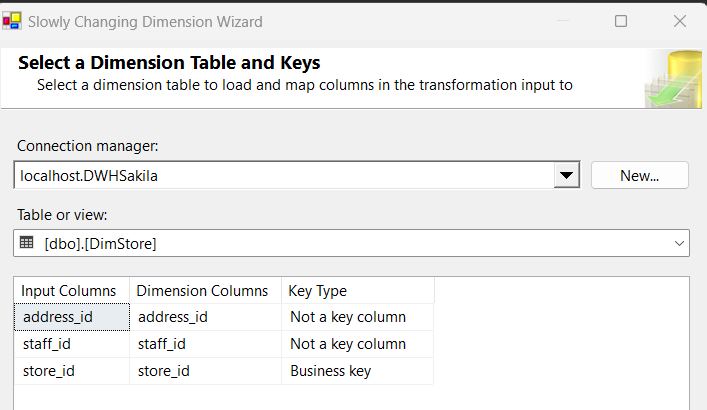 Slowly Changing Dimension Wizard
Select a Dimension Table and Keys
Select a dimension table to load and map columns in the transformation input to
Connection manager:
localhost.DWHSakila New...
Table or view:
[dbo].[DimStore]
Input Columns Dimension Columns Key Type
address_id address_id Not a key column
staff_id staff_id Not a key column
store_id store_id Business key